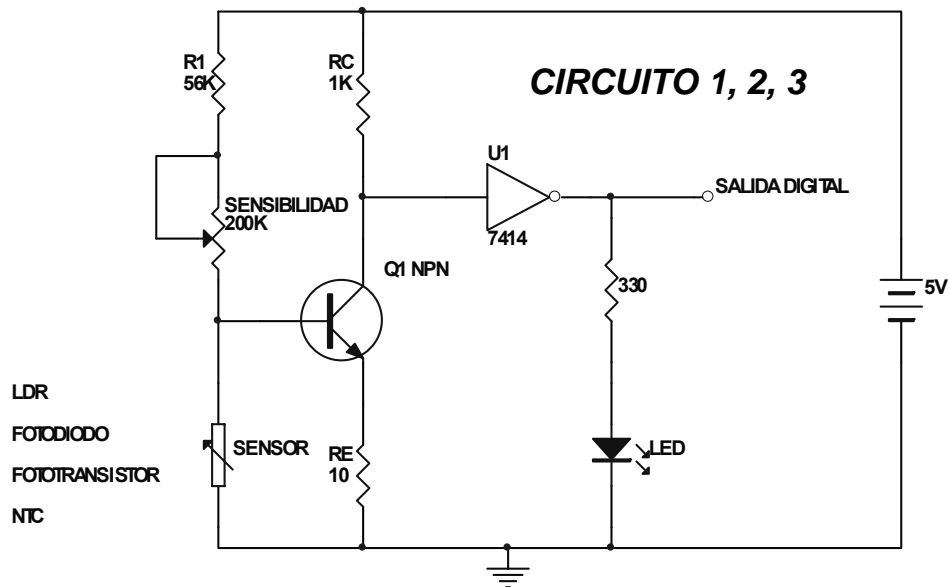 R1
56K
RC
1K
CIRCUITO 1, 2, 3
U1
SENSIBILIDAD
200K
7414
SALIDA DIGITAL
Q1 NPN
330
5V
LDR
FOTODIODO
FOTOTRANSISTOR
NTC
SENSOR
RE
10
LED